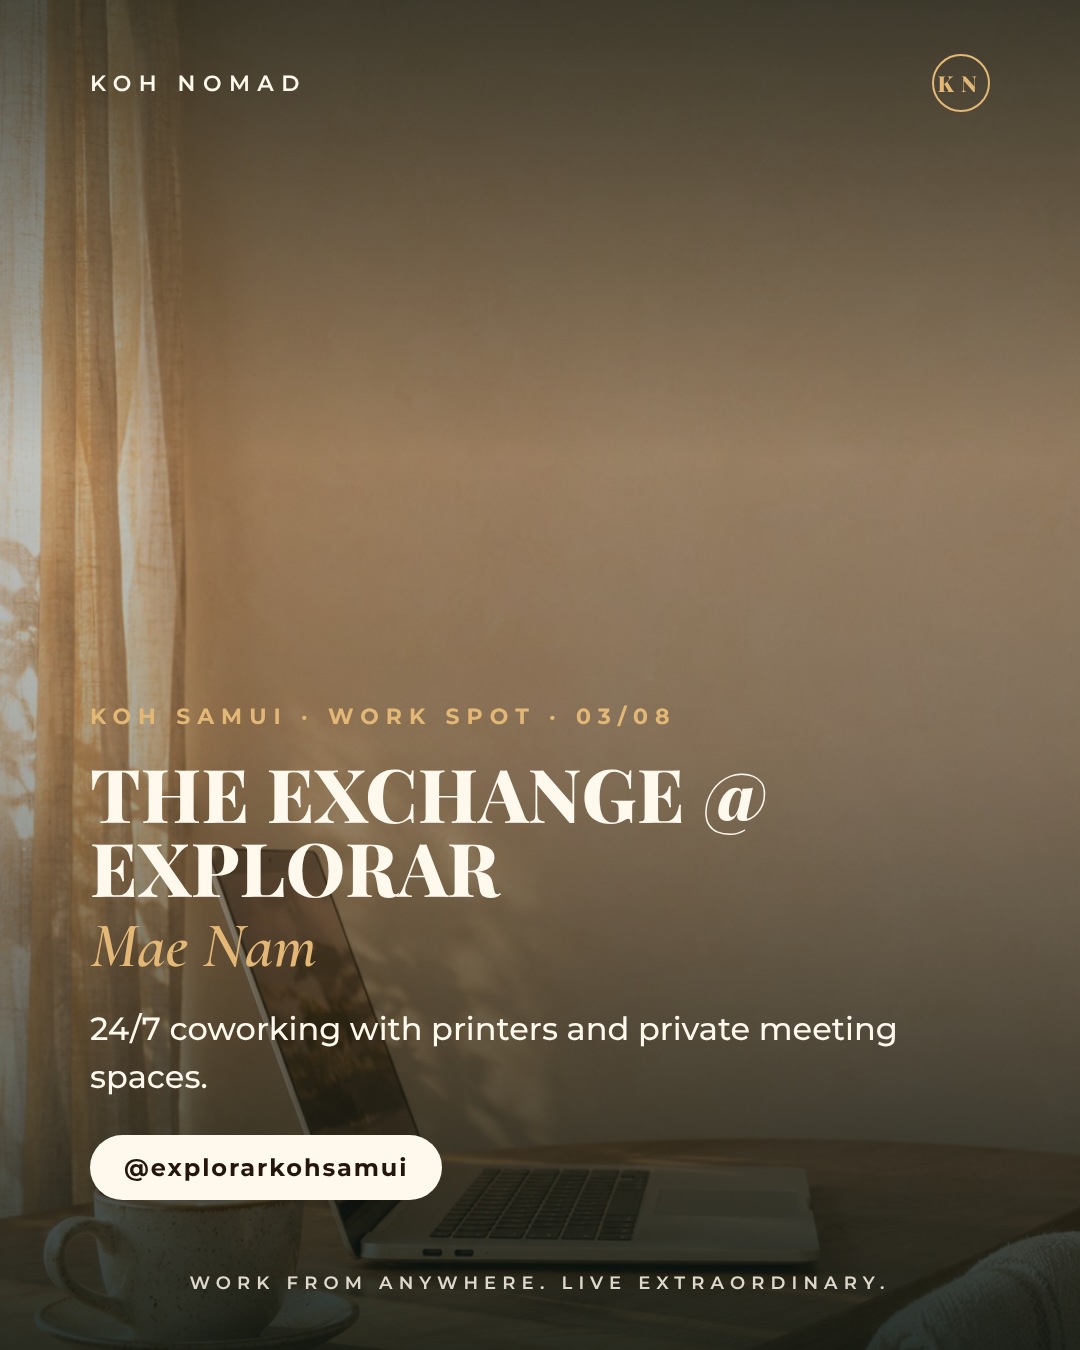 KOH NOMAD
KN
KOH SAMUI · WORK SPOT · 03/08
THE EXCHANGE @
EXPLORAR
Mae Nam
24/7 coworking with printers and private meeting
spaces.
@explorarkohsamui
WORK FROM ANYWHERE. LIVE EXTRAORDINARY.